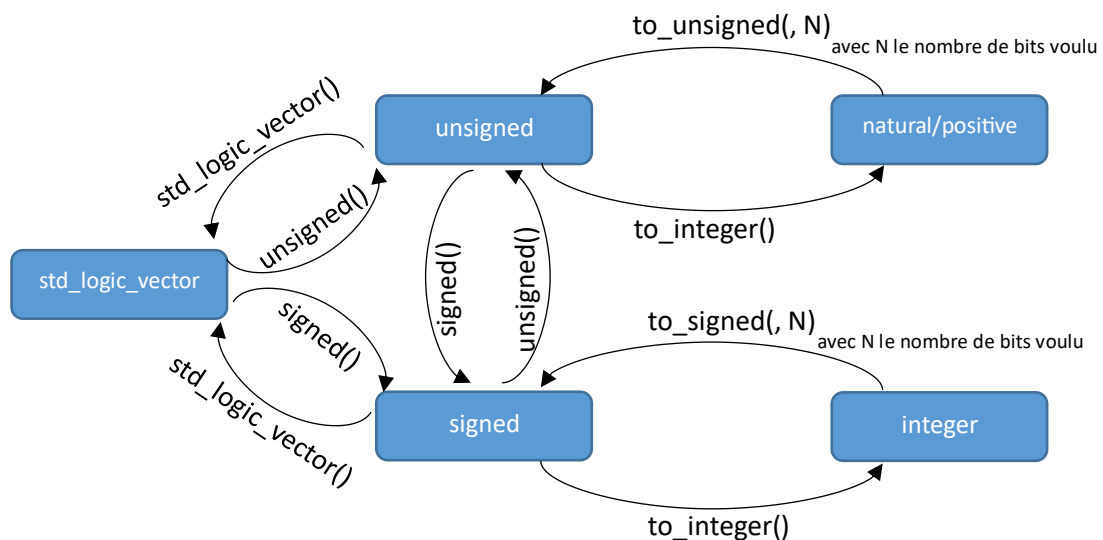 to_unsigned(, N)
avec N le nombre de bits voulu
unsigned
natural/positive
std_logic_vector()
unsigned()
to_integer()
std_logic_vector
signed()
unsigned()
signed()
to_signed(, N)
avec N le nombre de bits voulu
std_logic_vector()
signed
integer
to_integer()